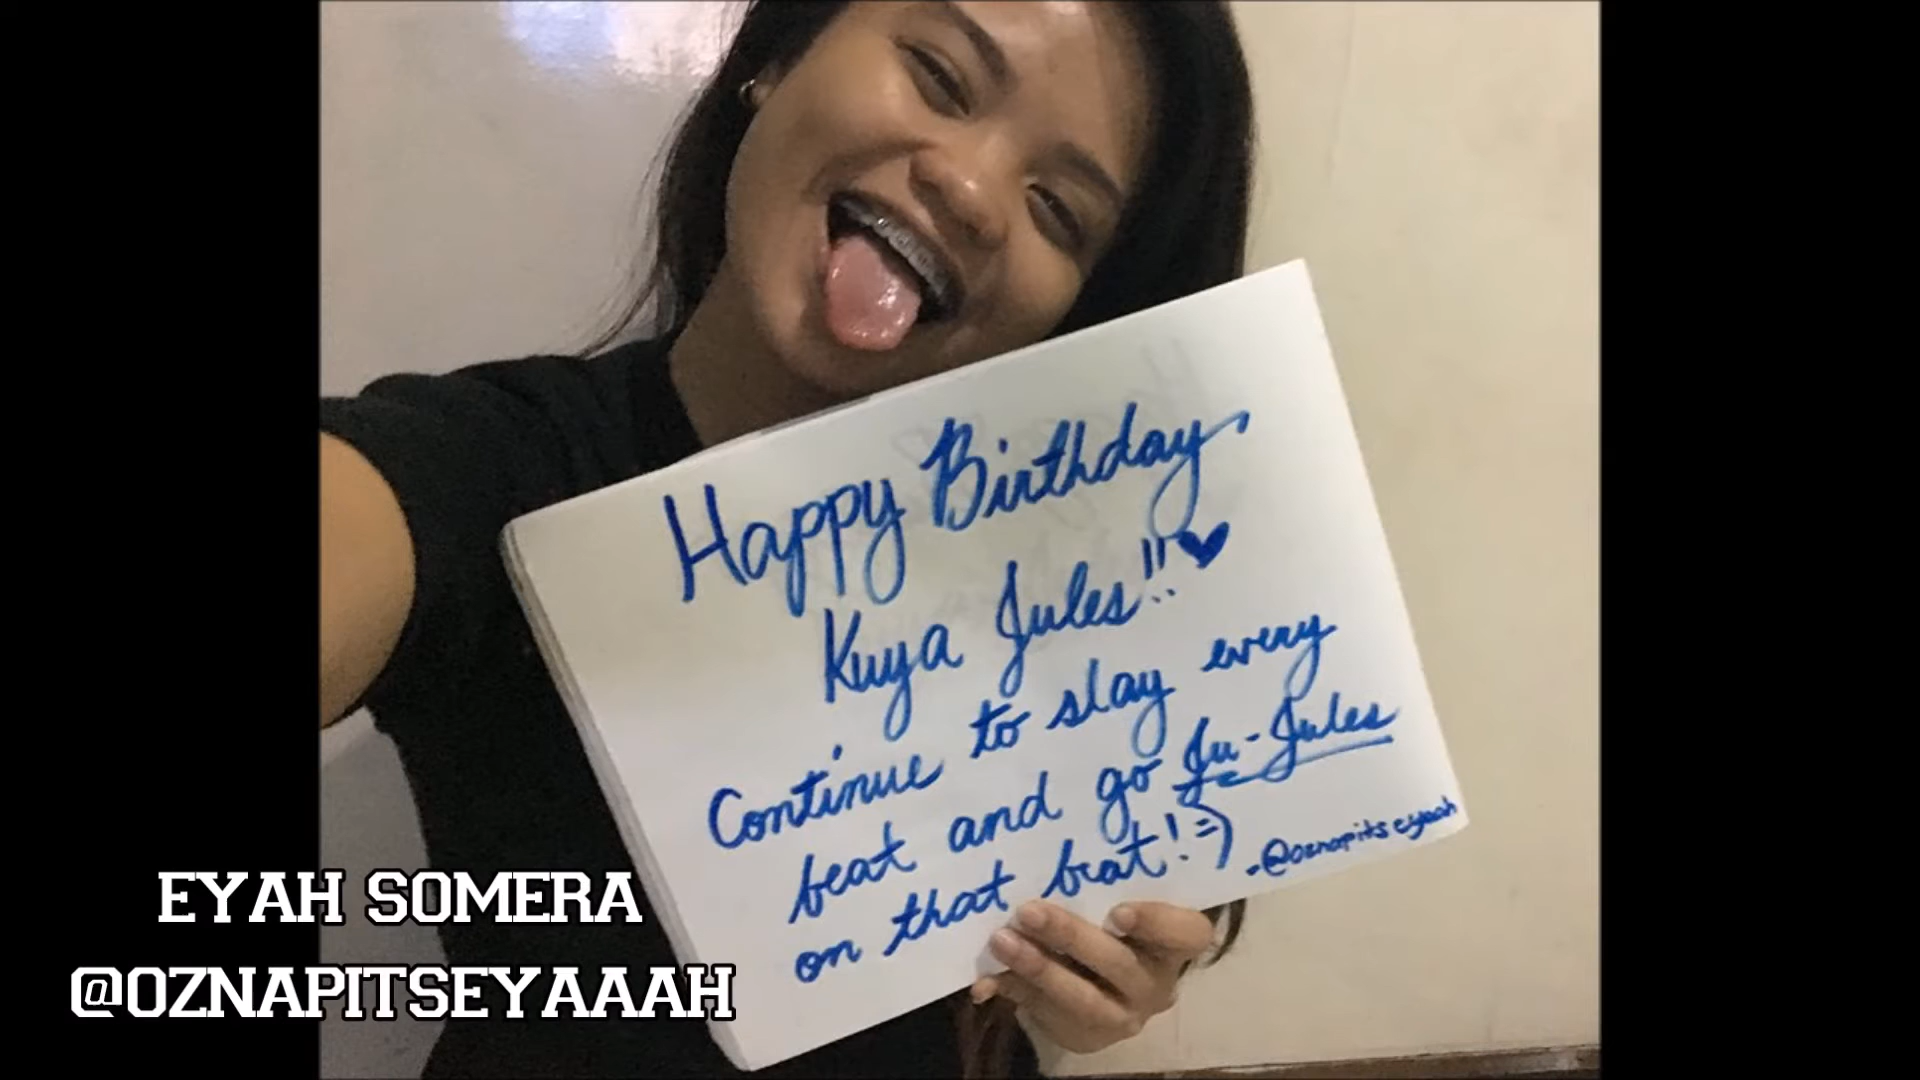 Happy Birthday
Kuya Jules!! ♥
Continue to slay every
beat and go Ju-Jules
on that beat! =)
-@oznapitseyaaah
EYAH SOMERA
@OZNAPITSEYAAAH